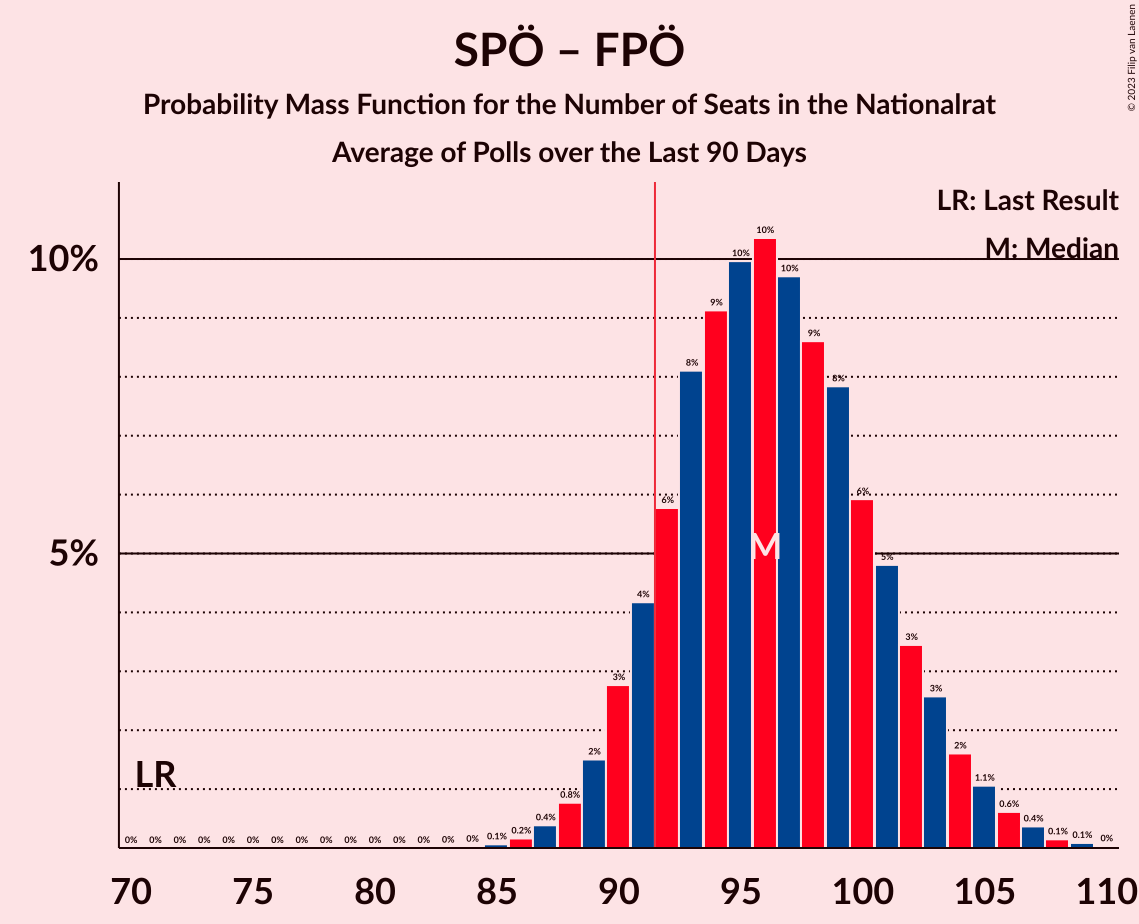 © 2023 Filip van Laenen
SPÖ – FPÖ
Probability Mass Function for the Number of Seats in the Nationalrat
Average of Polls over the Last 90 Days
LR: Last Result
M: Median
10%
5%
LR
M
0% 0% 0% 0% 0% 0% 0% 0% 0% 0% 0% 0% 0% 0% 0% 0.1% 0.2% 0.4% 0.8% 2% 3% 4% 6% 8% 9% 10% 10% 10% 9% 8% 6% 5% 3% 3% 2% 1.1% 0.6% 0.4% 0.1% 0.1% 0%
70 75 80 85 90 95 100 105 110